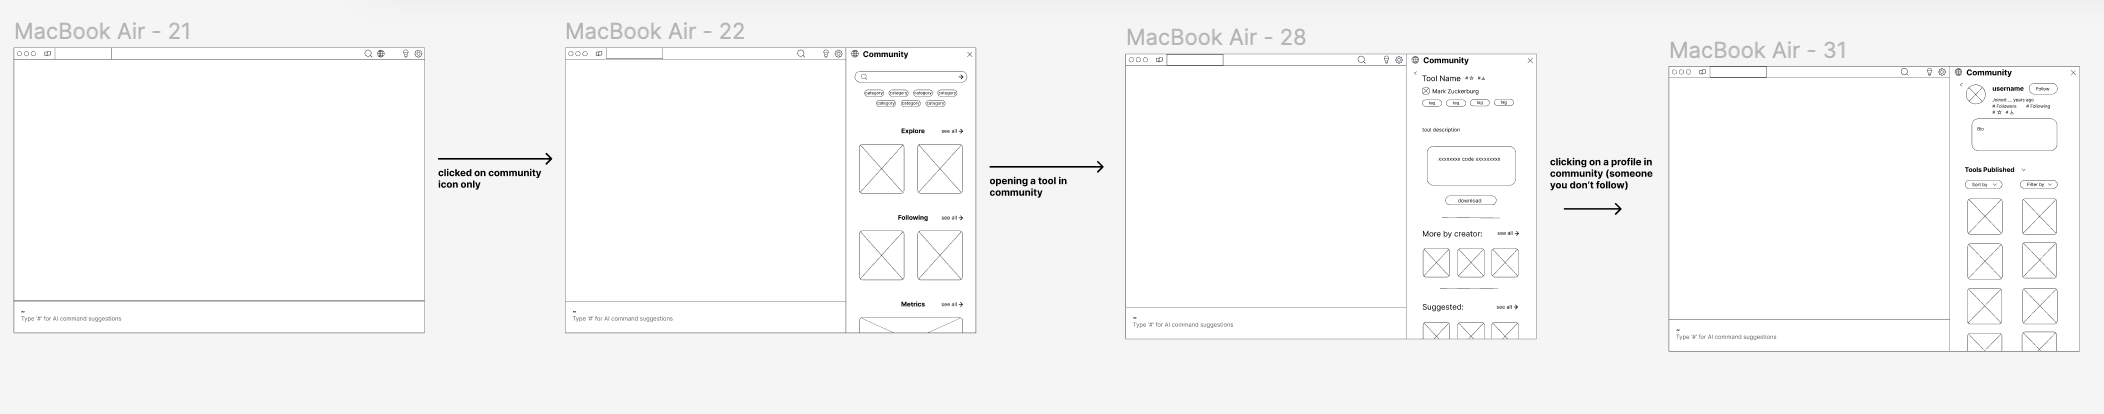 MacBook Air - 21
Type '#' for AI command suggestions
clicked on community
icon only
MacBook Air - 22
Type '#' for AI command suggestions
Community
category category category category
category category category
Explore see all
Following see all
Metrics see all
opening a tool in
community
MacBook Air - 28
Type '#' for AI command suggestions
Community
Tool Name # #
Mark Zuckerburg
tag tag tag tag
tool description
xxxxxxxx code xxxxxxxxx
download
More by creator: see all
Suggested: see all
clicking on a profile in
community (someone
you don't follow)
MacBook Air - 31
Type '#' for AI command suggestions
Community
username Follow
Joined __ years ago
# Followers # Following
# #
Bio
Tools Published
Sort by Filter by